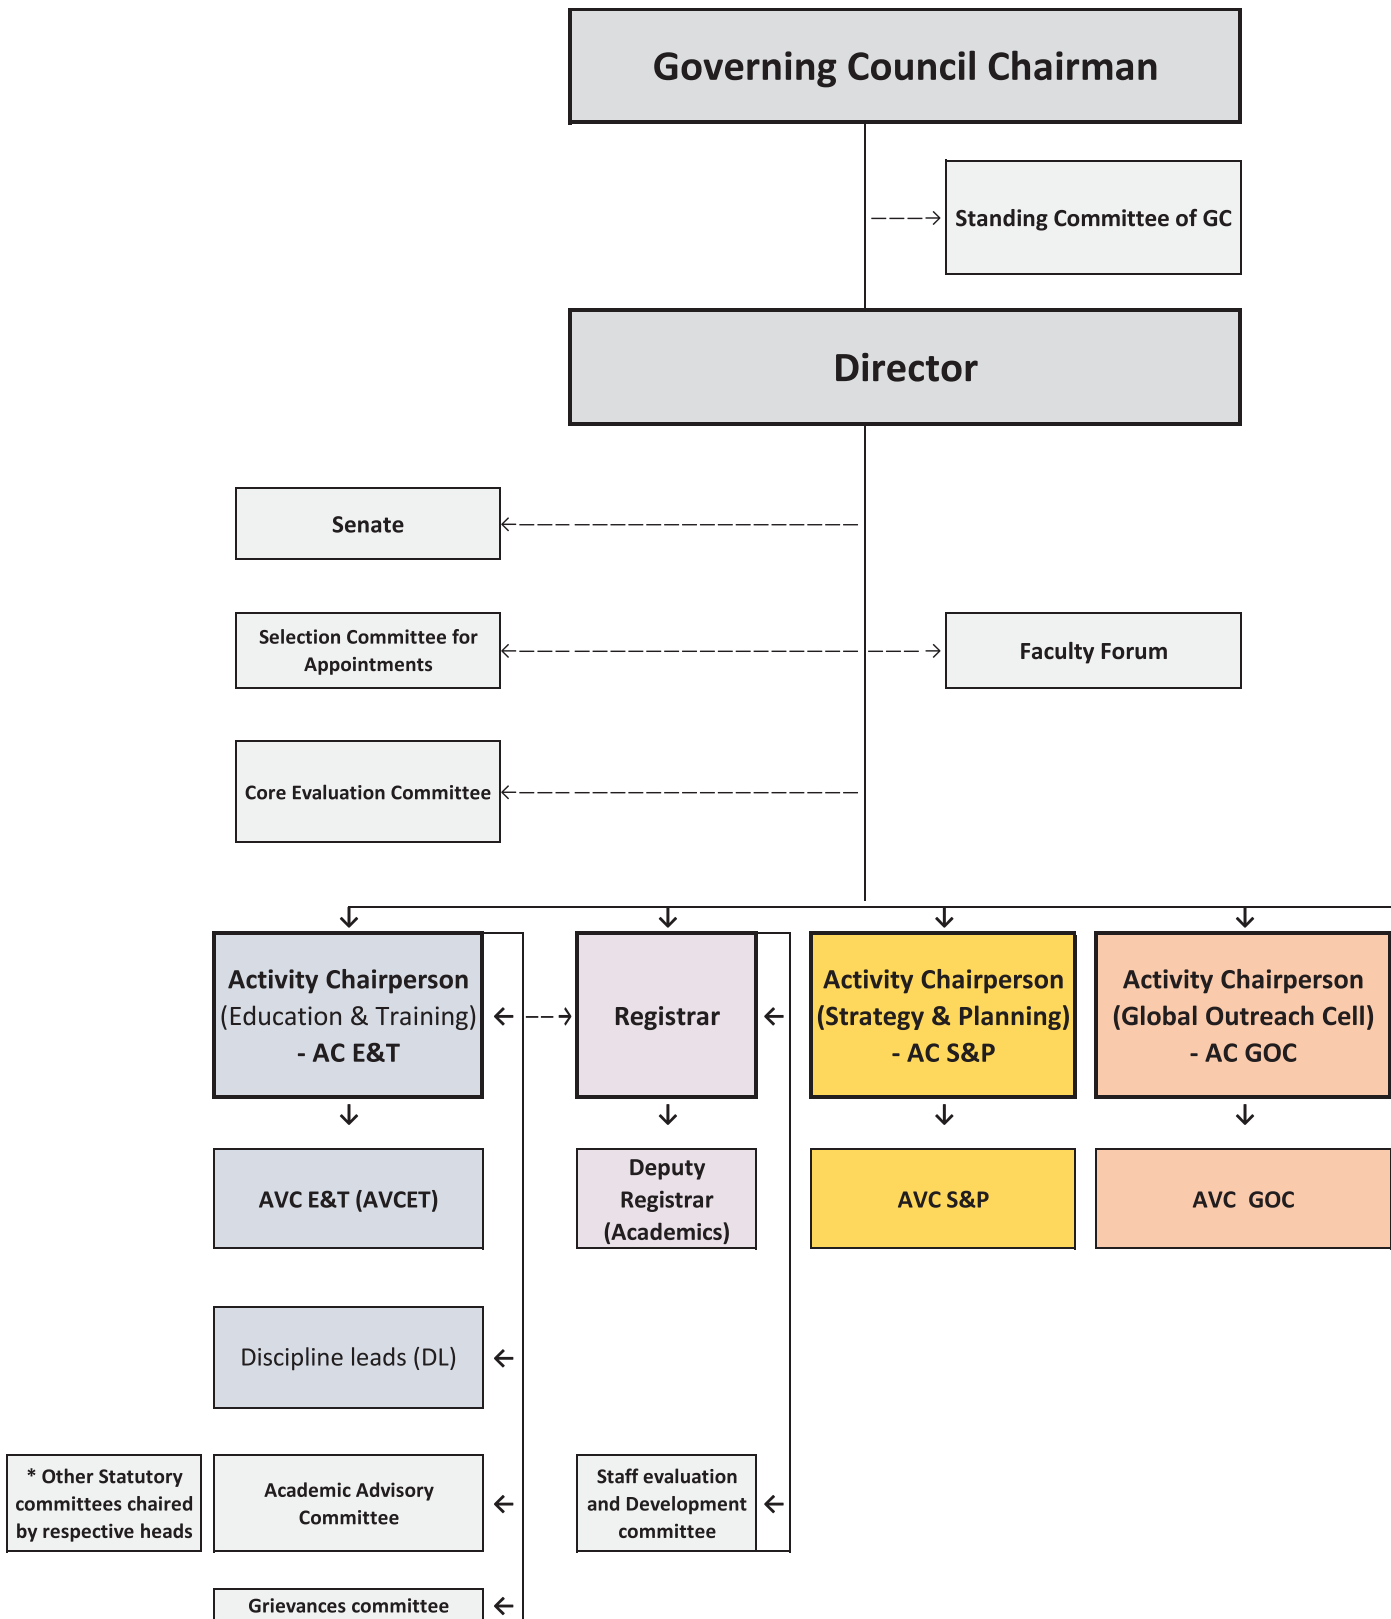 Governing Council Chairman
Standing Committee of GC
Director
Senate
Selection Committee for
Appointments
Faculty Forum
Core Evaluation Committee
Activity Chairperson
(Education & Training)
- AC E&T
Registrar
Activity Chairperson
(Strategy & Planning)
- AC S&P
Activity Chairperson
(Global Outreach Cell)
- AC GOC
AVC E&T (AVCET)
Deputy
Registrar
(Academics)
AVC S&P
AVC GOC
Discipline leads (DL)
* Other Statutory
committees chaired
by respective heads
Academic Advisory
Committee
Staff evaluation
and Development
committee
Grievances committee